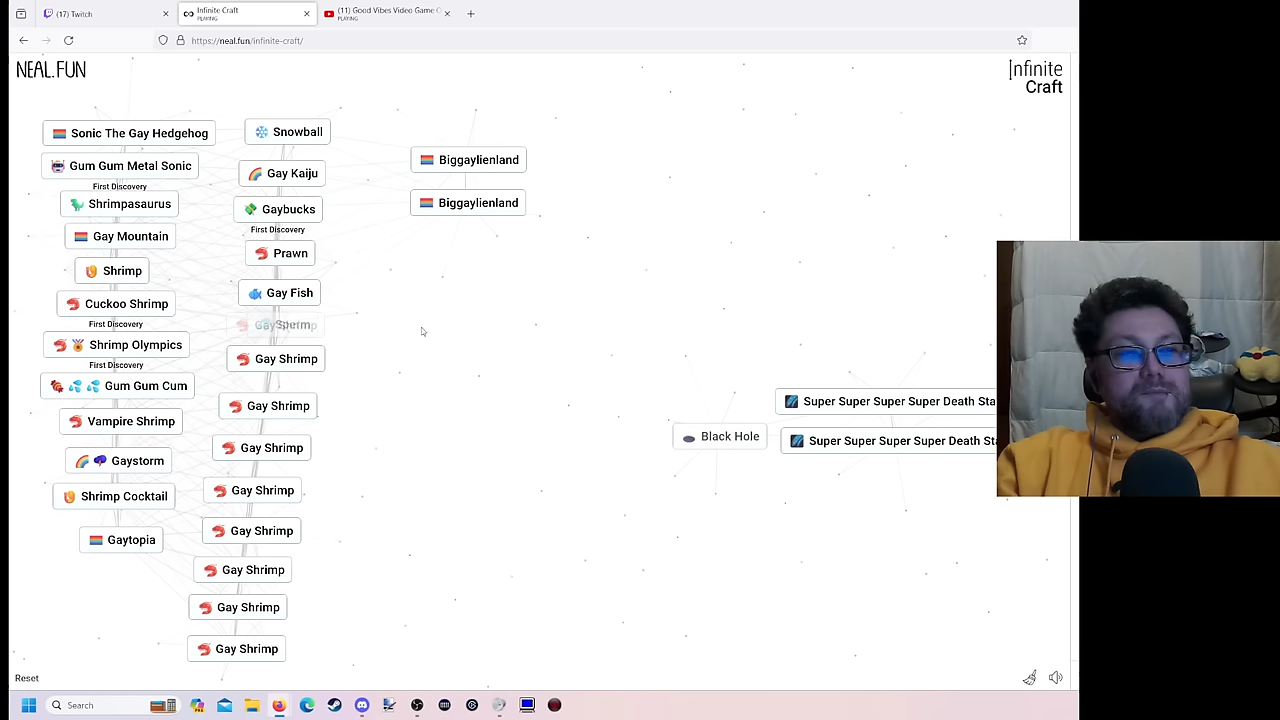 (17) Twitch
Infinite Craft
PLAYING
(11) Good Vibes Video Game
PLAYING
https://neal.fun/infinite-craft/
NEAL.FUN
Infinite
Craft
Sonic The Gay Hedgehog
Gum Gum Metal Sonic
First Discovery
Shrimpasaurus
Gay Mountain
Shrimp
Cuckoo Shrimp
First Discovery
Shrimp Olympics
First Discovery
Gum Gum Cum
Vampire Shrimp
Gaystorm
Shrimp Cocktail
Gaytopia
Snowball
Gay Kaiju
Gaybucks
First Discovery
Prawn
Gay Fish
Gay Shrimp
Gay Shrimp
Gay Shrimp
Gay Shrimp
Gay Shrimp
Gay Shrimp
Gay Shrimp
Gay Shrimp
Biggaylienland
Biggaylienland
Black Hole
Super Super Super Super Death Sta
Super Super Super Super Death Sta
Reset
Search